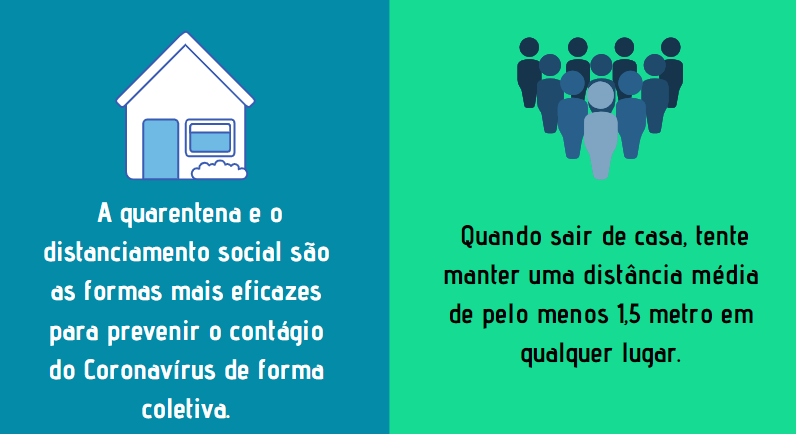 A quarentena e o
distanciamento social são
as formas mais eficazes
para prevenir o contágio
do Coronavírus de forma
coletiva.
Quando sair de casa, tente
manter uma distância média
de pelo menos 1,5 metro em
qualquer lugar.